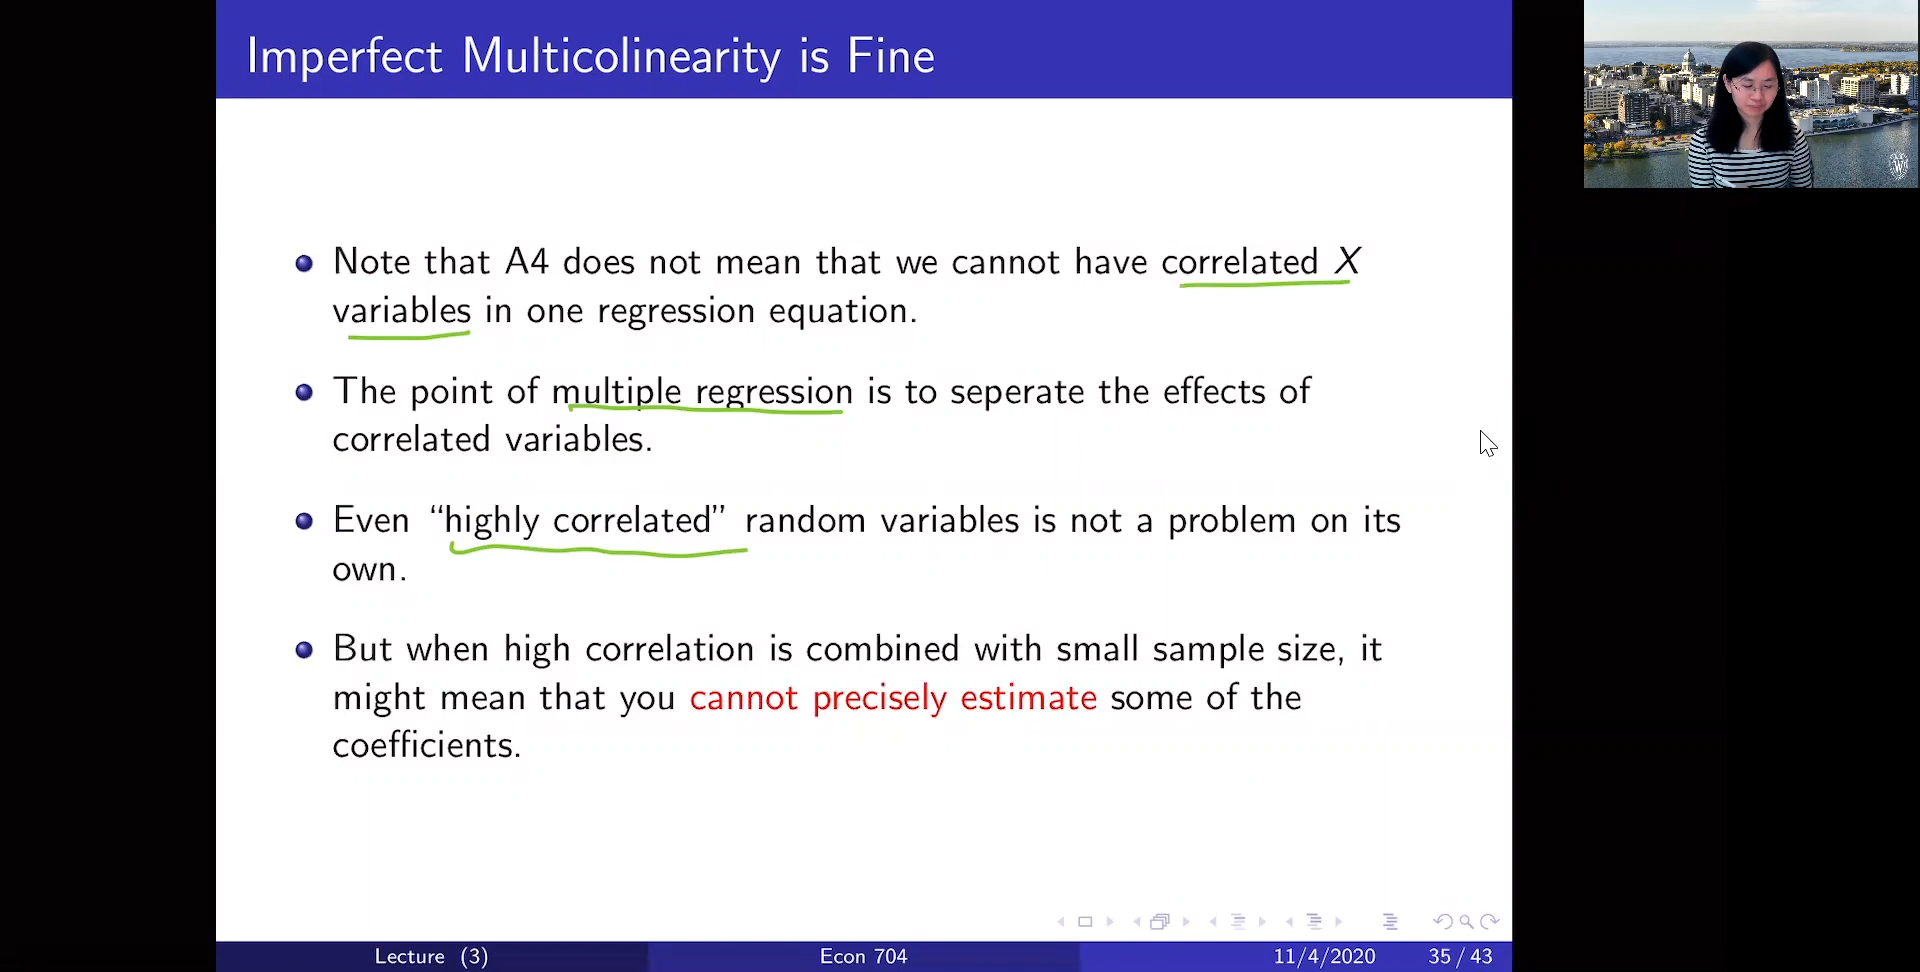 Imperfect Multicolinearity is Fine
Note that A4 does not mean that we cannot have correlated X
variables in one regression equation.
The point of multiple regression is to seperate the effects of
correlated variables.
Even “highly correlated” random variables is not a problem on its
own.
But when high correlation is combined with small sample size, it
might mean that you cannot precisely estimate some of the
coefficients.
Lecture (3) Econ 704 11/4/2020 35 / 43
W